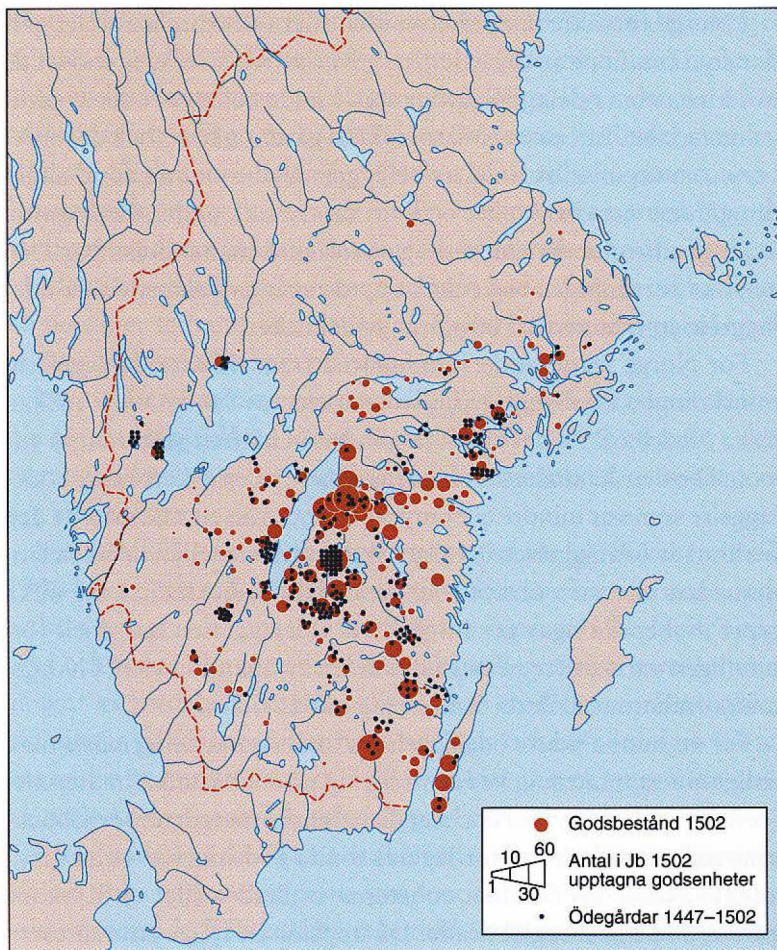 Godsbestånd 1502
10 60
Antal i Jb 1502
upptagna godsenheter
1 30
Ödegårdar 1447–1502